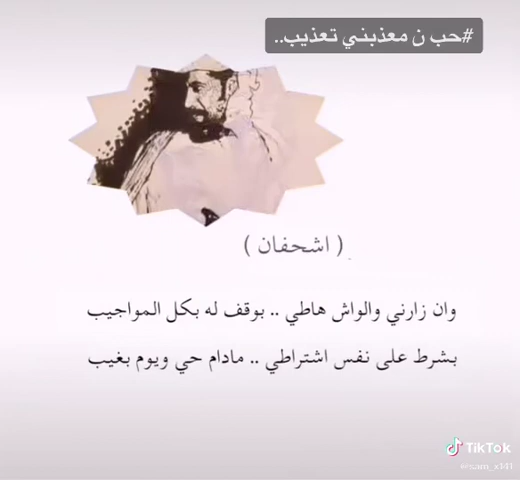 #حب ن معذبني تعذيب..
( اشحفان )
وان زارني والواش هاطي .. بوقف له بكل المواجيب
بشرط على نفس اشتراطي .. مادام حي ويوم بغيب
TikTok
@sam_x141